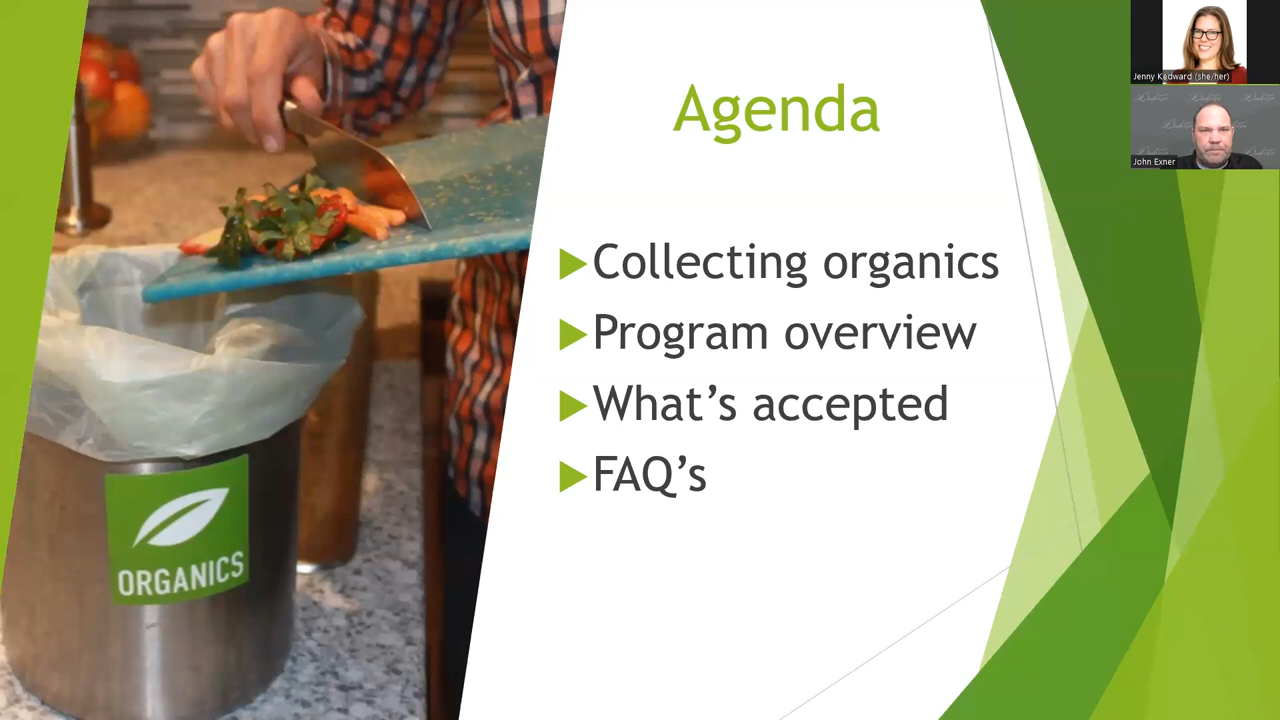 Agenda
Collecting organics
Program overview
What's accepted
FAQ's
ORGANICS
Jenny Kedward (she/her)
John Exner